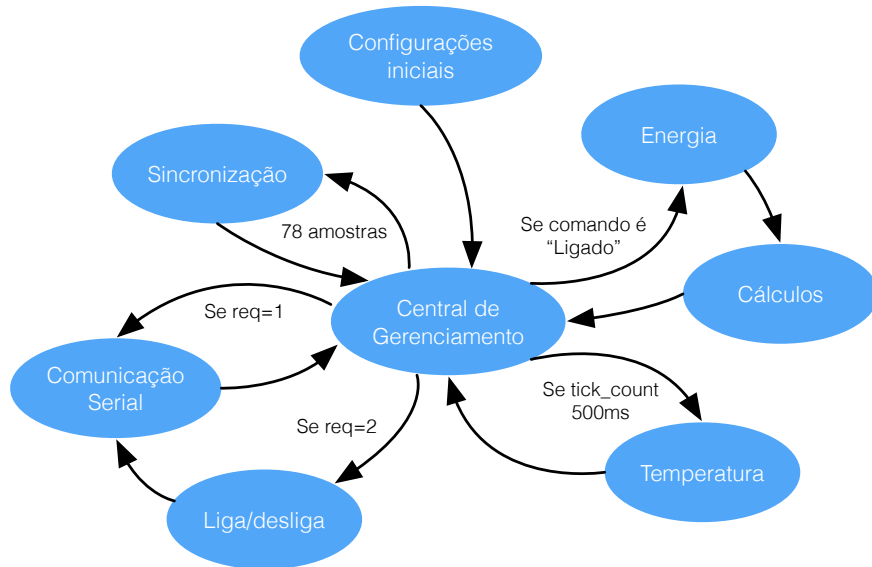 Configurações
iniciais
Energia
Sincronização
78 amostras
Se comando é
“Ligado”
Cálculos
Se req=1
Central de
Gerenciamento
Comunicação
Serial
Se tick_count
500ms
Se req=2
Temperatura
Liga/desliga